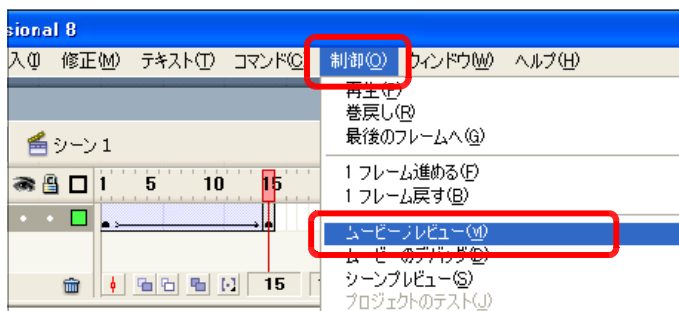 sional 8
入(I) 修正(M) テキスト(T) コマンド(C) 制御(O) ウィンドウ(W) ヘルプ(H)
再生(P)
巻戻し(R)
最後のフレームへ(G)
シーン 1
1 フレーム進める(F)
1 5 10 15
1 フレーム戻す(B)
ムービープレビュー(M)
ムービーのデバッグ(D)
シーンプレビュー(S)
15
プロジェクトのテスト(J)